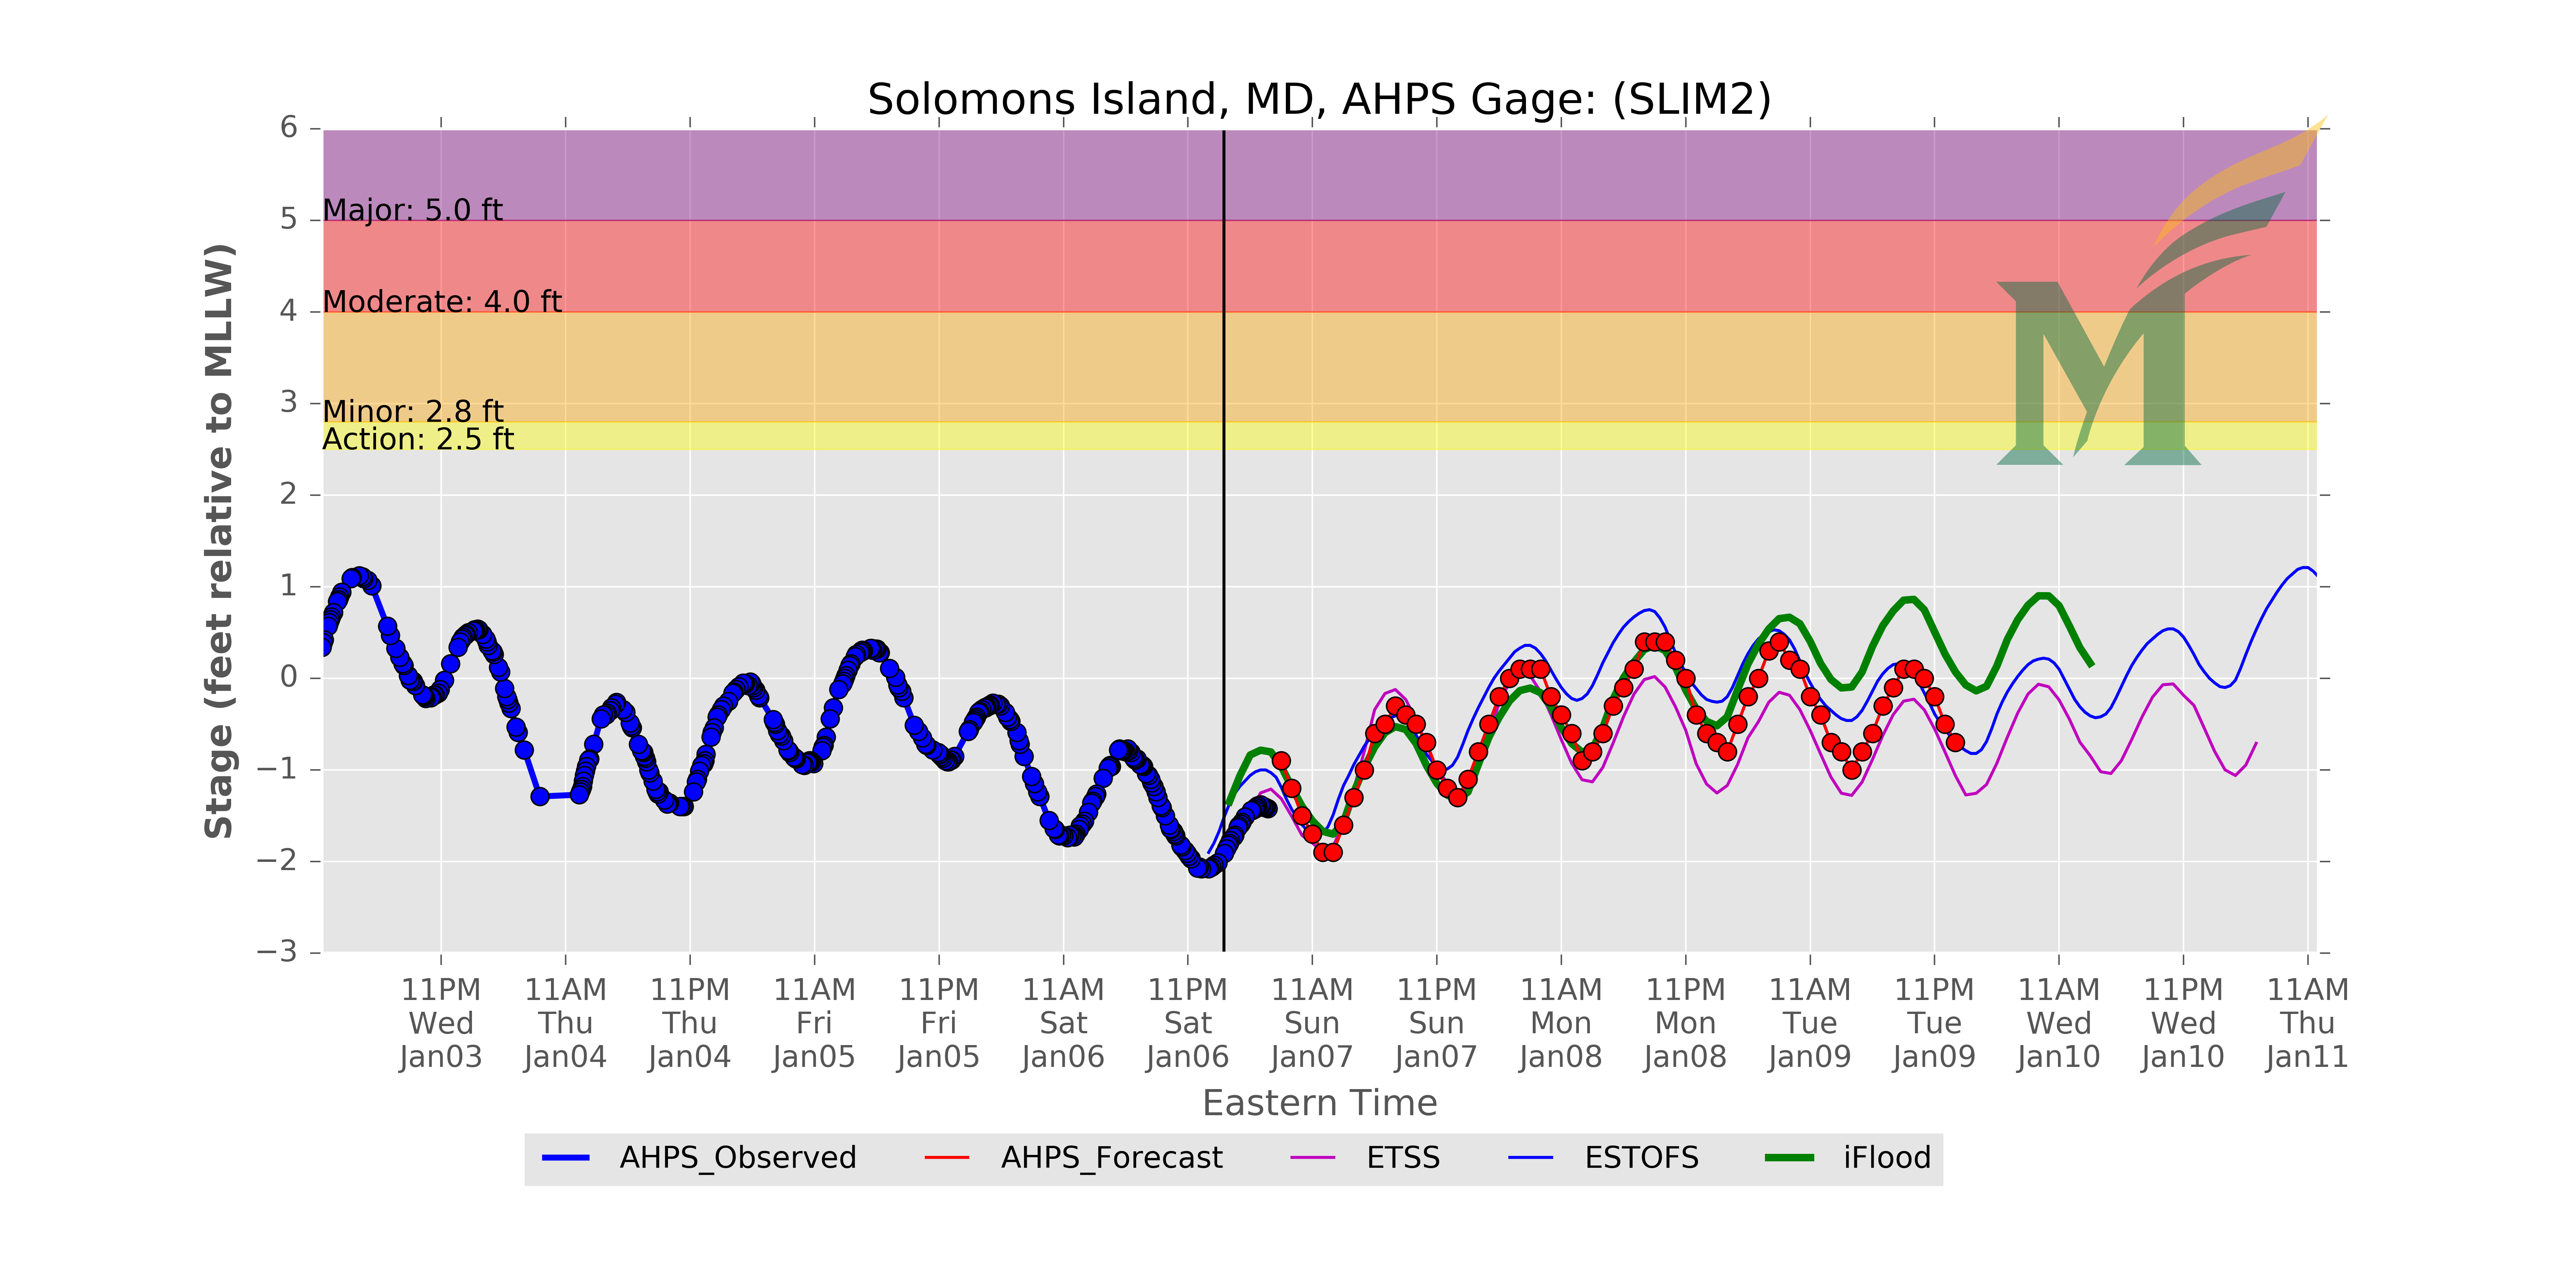 Solomons Island, MD, AHPS Gage: (SLIM2)
Stage (feet relative to MLLW)
6
5
4
3
2
1
0
−1
−2
−3
Major: 5.0 ft
Moderate: 4.0 ft
Minor: 2.8 ft
Action: 2.5 ft
M
11PM 11AM 11PM 11AM 11PM 11AM 11PM 11AM 11PM 11AM 11PM 11AM 11PM 11AM 11PM 11AM
Wed Thu Thu Fri Fri Sat Sat Sun Sun Mon Mon Tue Tue Wed Wed Thu
Jan03 Jan04 Jan04 Jan05 Jan05 Jan06 Jan06 Jan07 Jan07 Jan08 Jan08 Jan09 Jan09 Jan10 Jan10 Jan11
Eastern Time
AHPS_Observed AHPS_Forecast ETSS ESTOFS iFlood